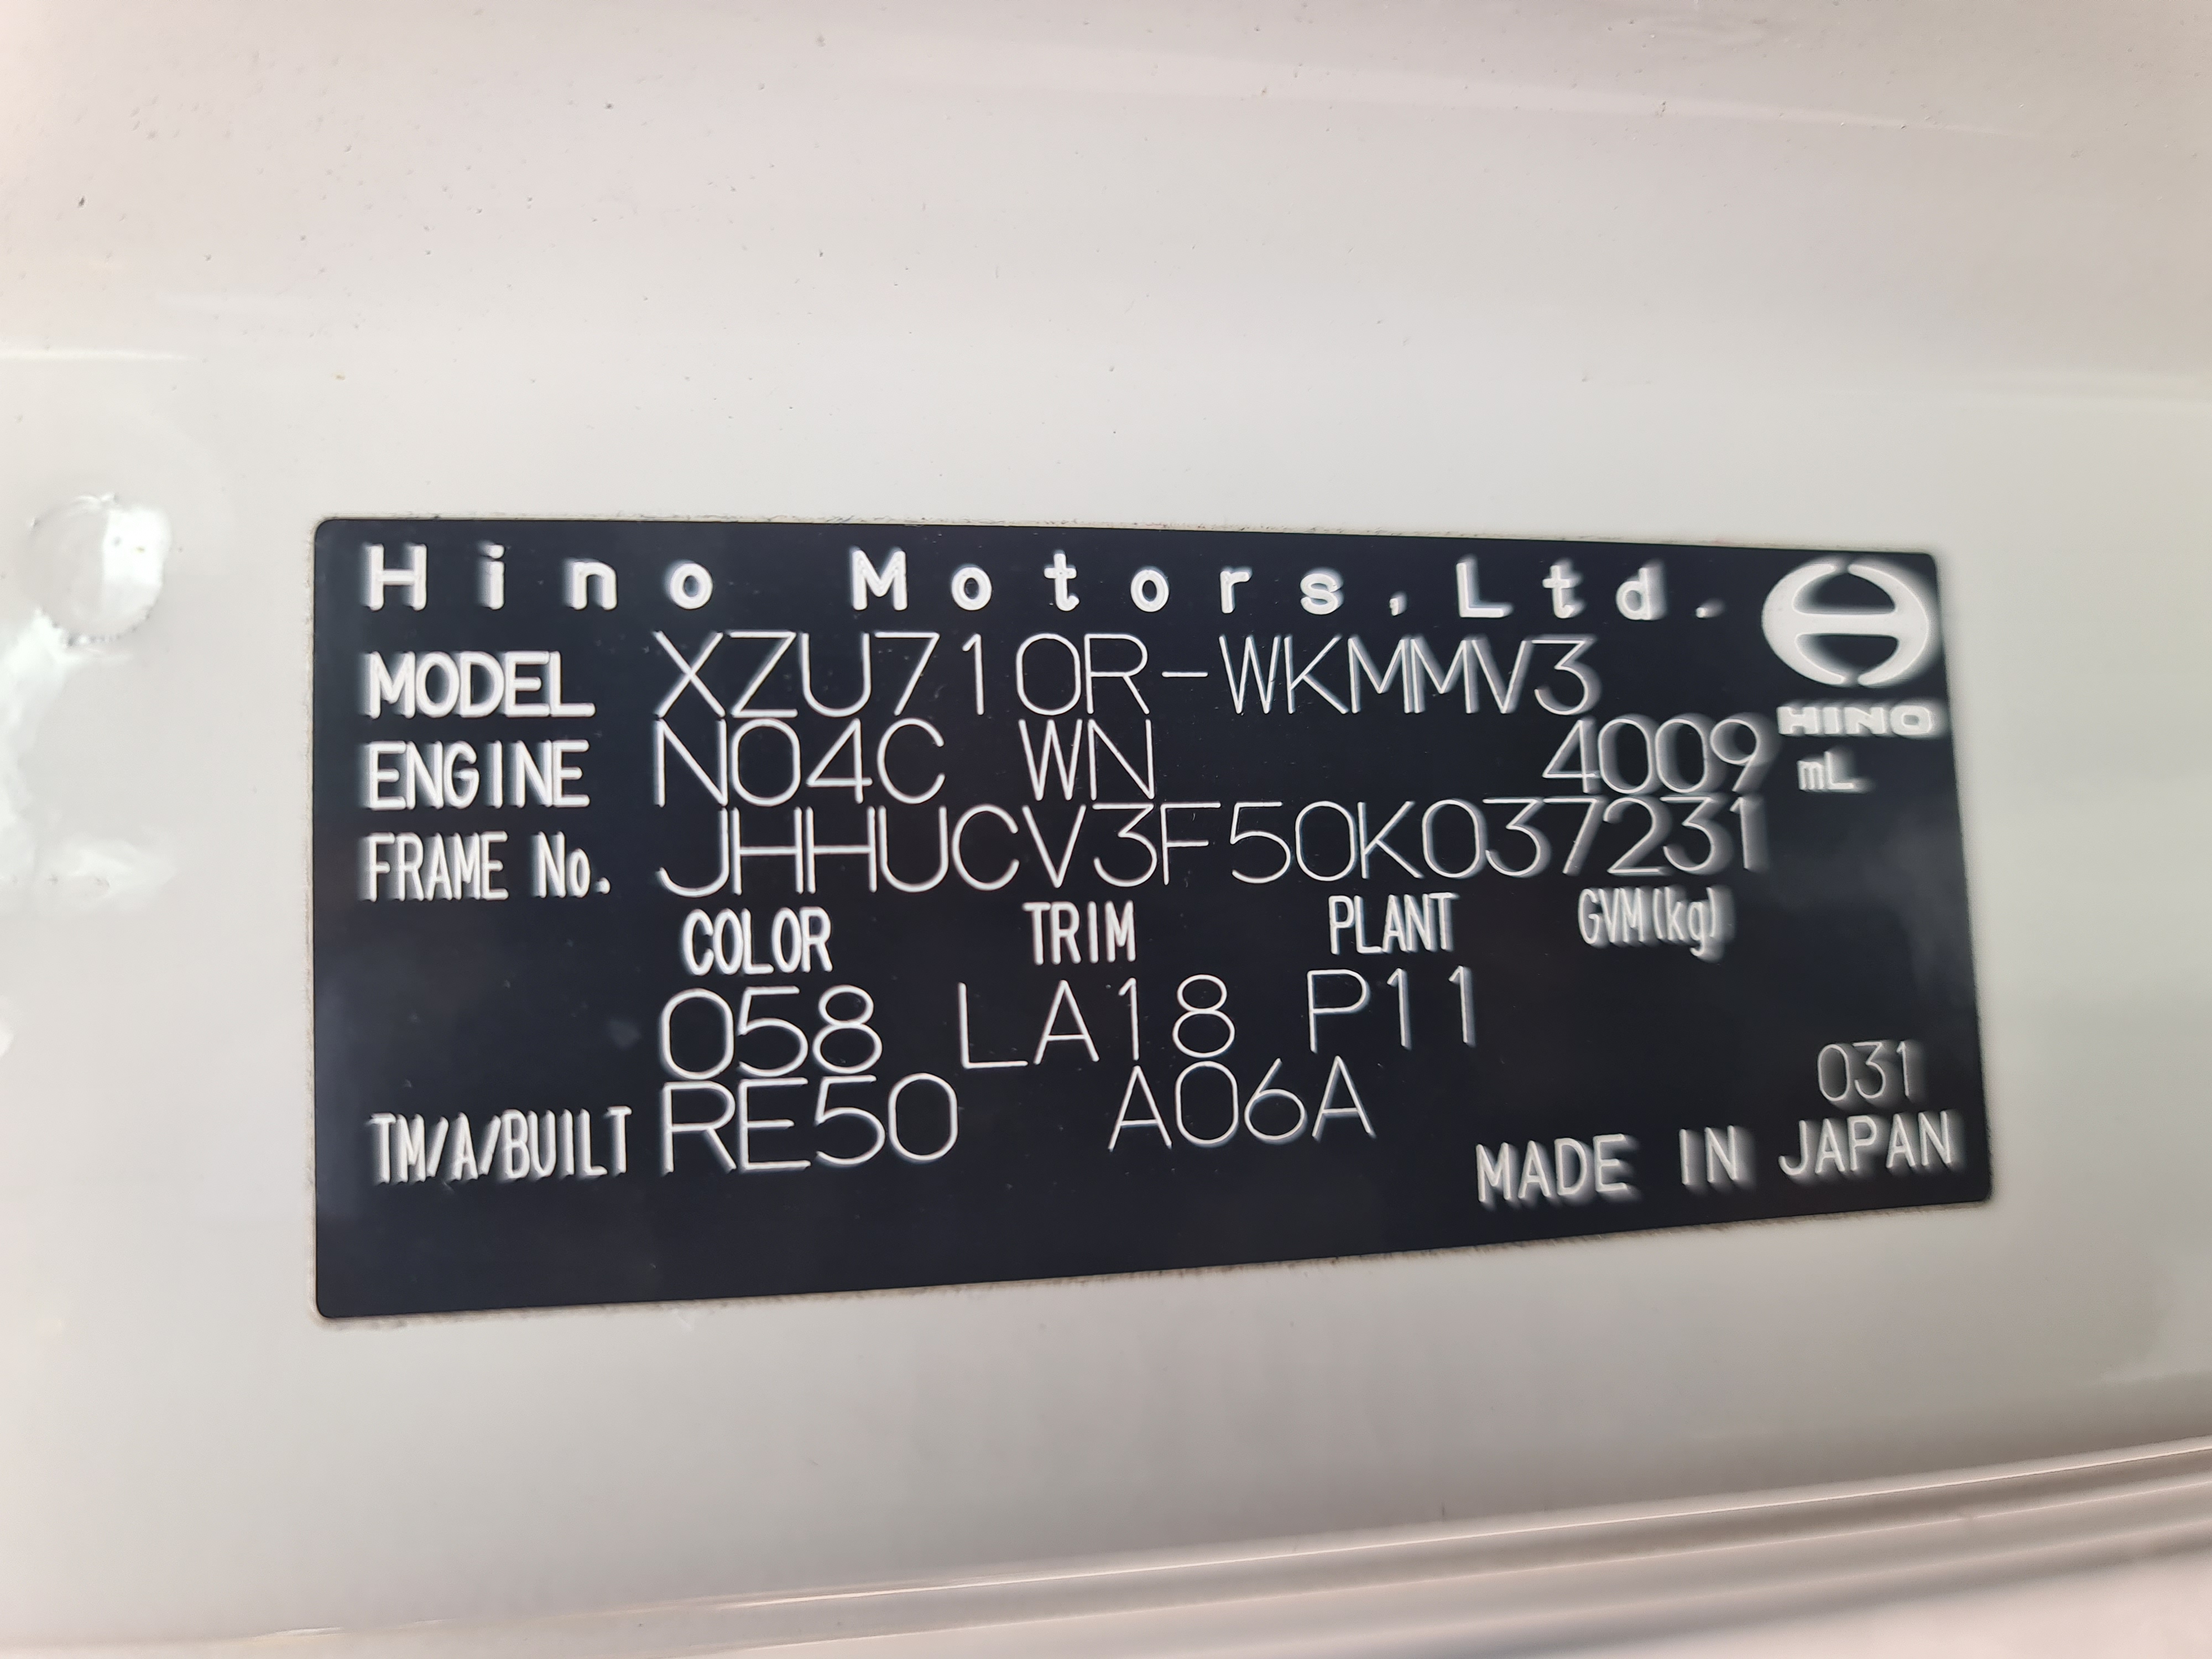 Hino Motors, Ltd.
HINO
MODEL XZU710R-WKMMV3
ENGINE N04C WN 4009 mL
FRAME No. JHHUCV3F50K037231
COLOR TRIM PLANT GVM(kg)
058 LA18 P11
031
TM/A/BUILT RE50 A06A
MADE IN JAPAN